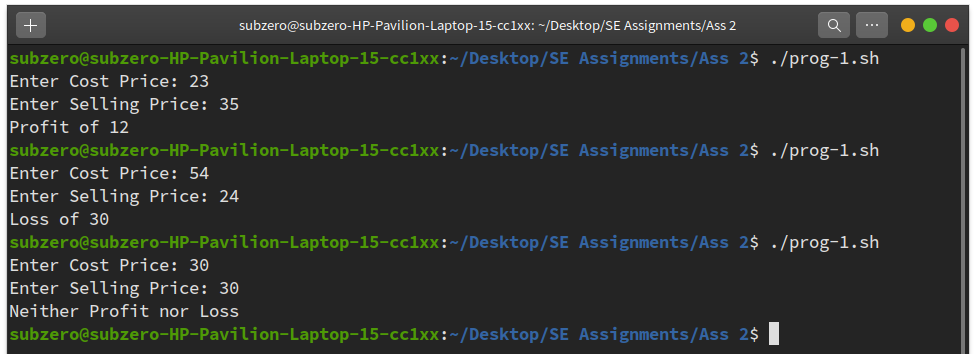 subzero@subzero-HP-Pavilion-Laptop-15-cc1xx: ~/Desktop/SE Assignments/Ass 2
subzero@subzero-HP-Pavilion-Laptop-15-cc1xx:~/Desktop/SE Assignments/Ass 2$ ./prog-1.sh
Enter Cost Price: 23
Enter Selling Price: 35
Profit of 12
subzero@subzero-HP-Pavilion-Laptop-15-cc1xx:~/Desktop/SE Assignments/Ass 2$ ./prog-1.sh
Enter Cost Price: 54
Enter Selling Price: 24
Loss of 30
subzero@subzero-HP-Pavilion-Laptop-15-cc1xx:~/Desktop/SE Assignments/Ass 2$ ./prog-1.sh
Enter Cost Price: 30
Enter Selling Price: 30
Neither Profit nor Loss
subzero@subzero-HP-Pavilion-Laptop-15-cc1xx:~/Desktop/SE Assignments/Ass 2$